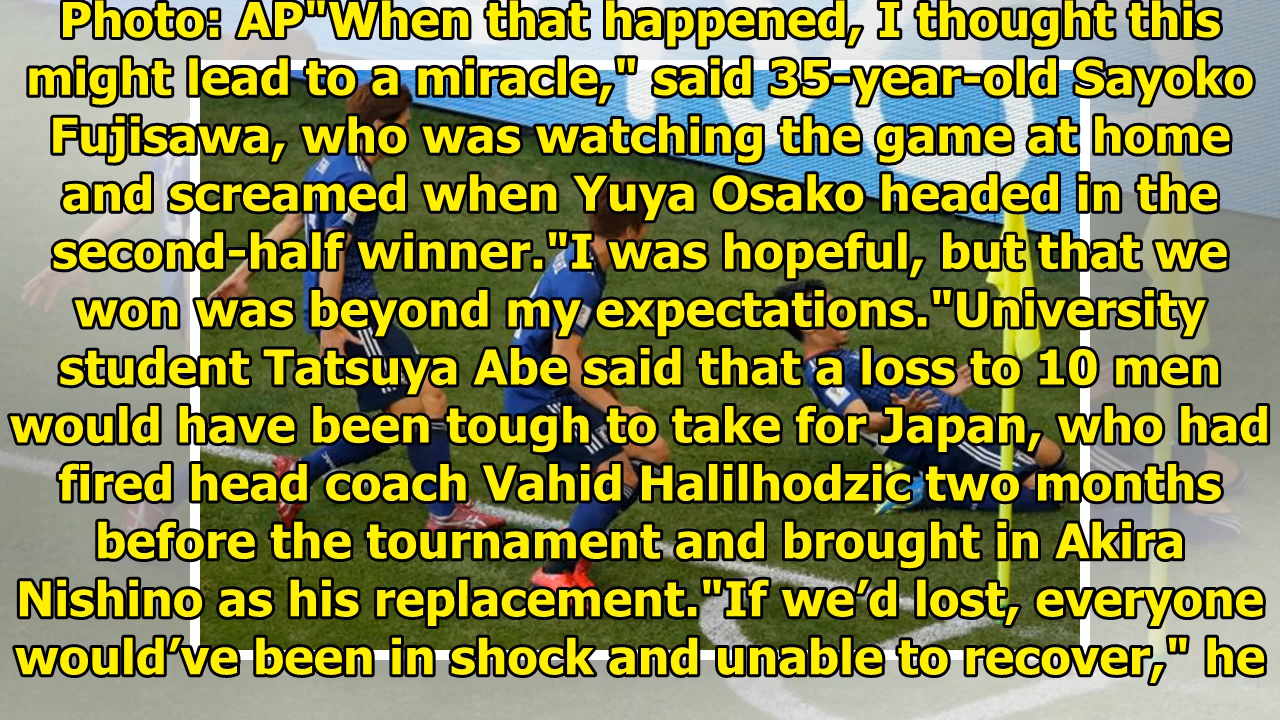 Photo: AP"When that happened, I thought this
might lead to a miracle," said 35-year-old Sayoko
Fujisawa, who was watching the game at home
and screamed when Yuya Osako headed in the
second-half winner."I was hopeful, but that we
won was beyond my expectations."University
student Tatsuya Abe said that a loss to 10 men
would have been tough to take for Japan, who had
fired head coach Vahid Halilhodzic two months
before the tournament and brought in Akira
Nishino as his replacement."If we’d lost, everyone
would’ve been in shock and unable to recover," he